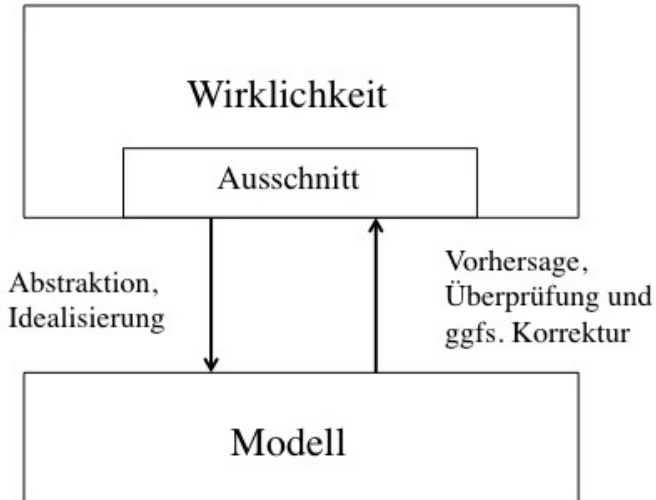 Wirklichkeit
Ausschnitt
Abstraktion,
Idealisierung
Vorhersage,
Überprüfung und
ggfs. Korrektur
Modell